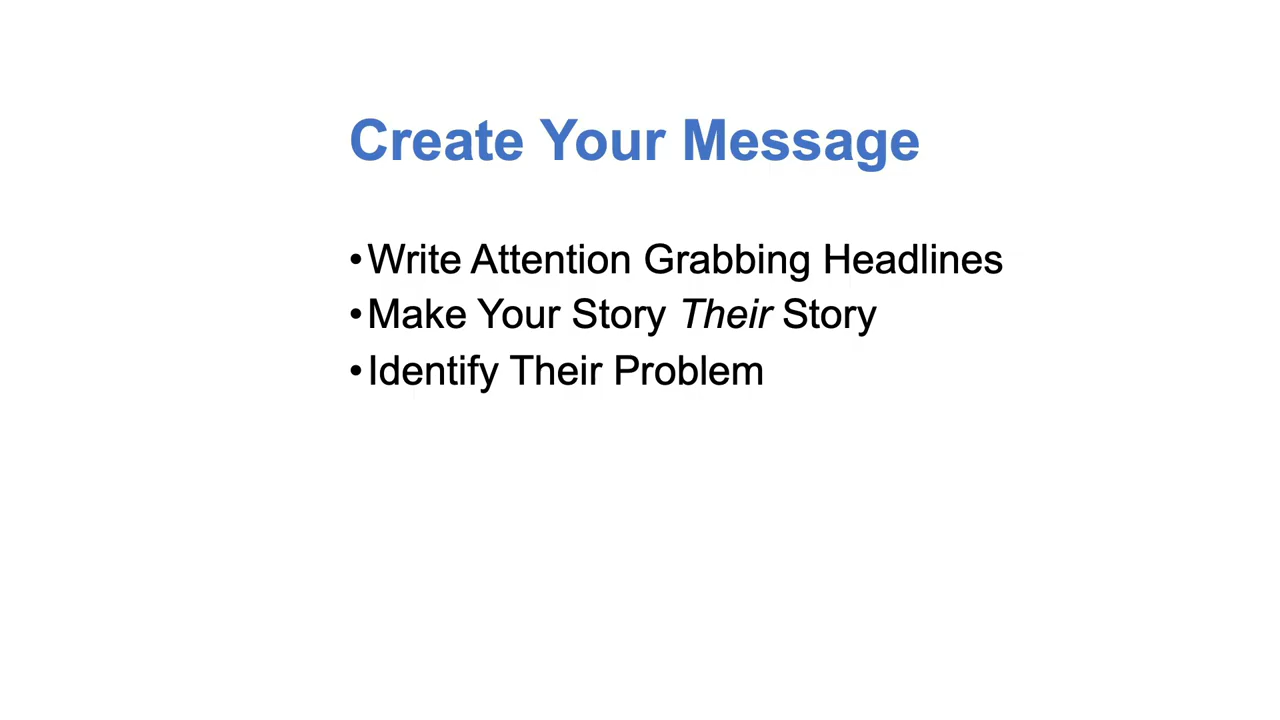 Create Your Message
•Write Attention Grabbing Headlines
•Make Your Story Their Story
•Identify Their Problem